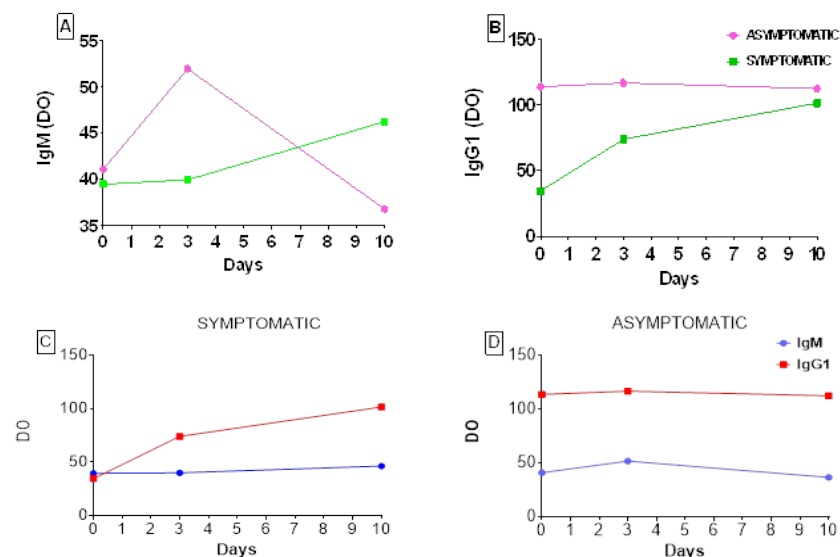 A
IgM (DO)
55
50
45
40
35
0 1 2 3 4 5 6 7 8 9 10
Days
B
ASYMPTOMATIC
SYMPTOMATIC
IgG1 (DO)
150
100
50
0
0 1 2 3 4 5 6 7 8 9 10
Days
SYMPTOMATIC
C
DO
150
100
50
0
0 1 2 3 4 5 6 7 8 9 10
Days
ASYMPTOMATIC
D
IgM
IgG1
DO
150
100
50
0
0 1 2 3 4 5 6 7 8 9 10
Days